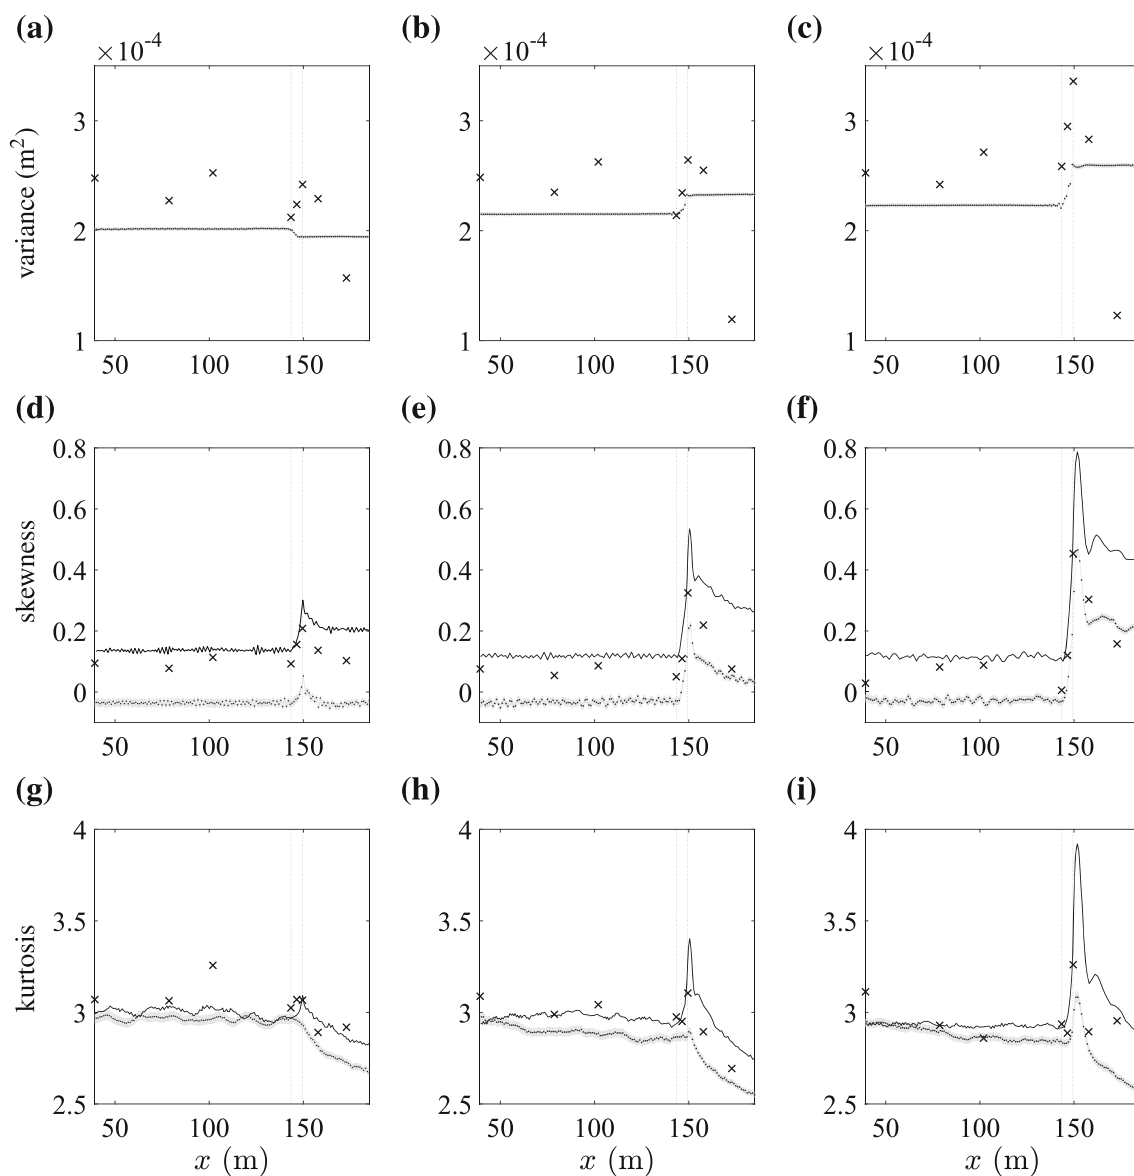 (a) (b) (c)
×10⁻⁴ ×10⁻⁴ ×10⁻⁴
variance (m²)
3 3 3
2 2 2
1 1 1
50 100 150 50 100 150 50 100 150
(d) (e) (f)
skewness
0.8 0.8 0.8
0.6 0.6 0.6
0.4 0.4 0.4
0.2 0.2 0.2
0 0 0
50 100 150 50 100 150 50 100 150
(g) (h) (i)
kurtosis
4 4 4
3.5 3.5 3.5
3 3 3
2.5 2.5 2.5
50 100 150 50 100 150 50 100 150
x (m) x (m) x (m)